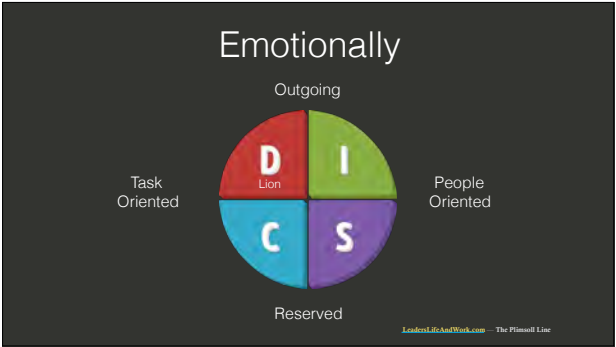 Emotionally
Outgoing
D
I
Lion
Task
Oriented
People
Oriented
C
S
Reserved
LeadersLifeAndWork.com — The Plimsoll Line